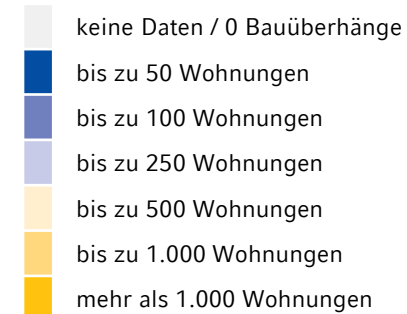 keine Daten / 0 Bauüberhänge
bis zu 50 Wohnungen
bis zu 100 Wohnungen
bis zu 250 Wohnungen
bis zu 500 Wohnungen
bis zu 1.000 Wohnungen
mehr als 1.000 Wohnungen